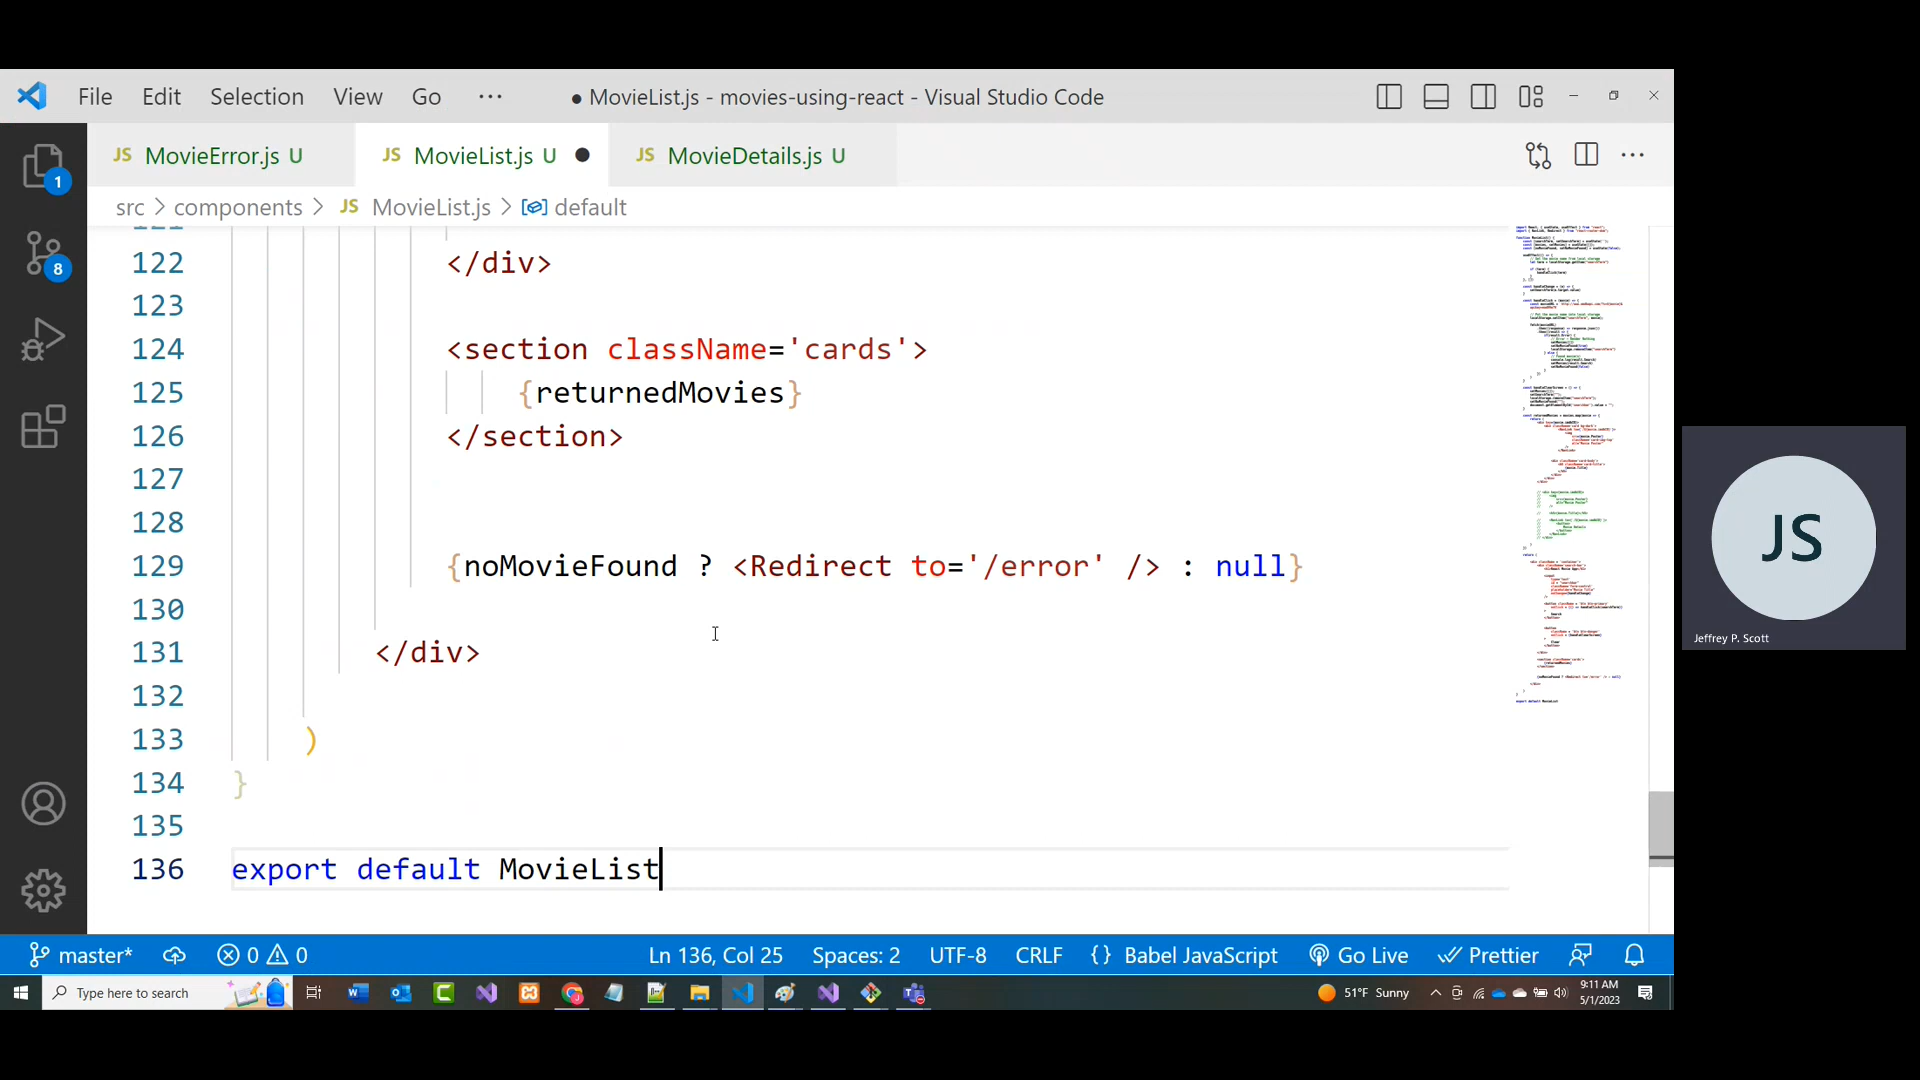 File Edit Selection View Go ··· ● MovieList.js - movies-using-react - Visual Studio Code
JS MovieError.js U JS MovieList.js U ● JS MovieDetails.js U
1
src > components > JS MovieList.js > default
8
122 </div>
123
124 <section className='cards'>
125 {returnedMovies}
126 </section>
127
128
129 {noMovieFound ? <Redirect to='/error' /> : null}
130
131 </div>
132
133 )
134 }
135
136 export default MovieList
JS
Jeffrey P. Scott
master* 0 0 Ln 136, Col 25 Spaces: 2 UTF-8 CRLF {} Babel JavaScript Go Live Prettier
Type here to search 51°F Sunny 9:11 AM
5/1/2023